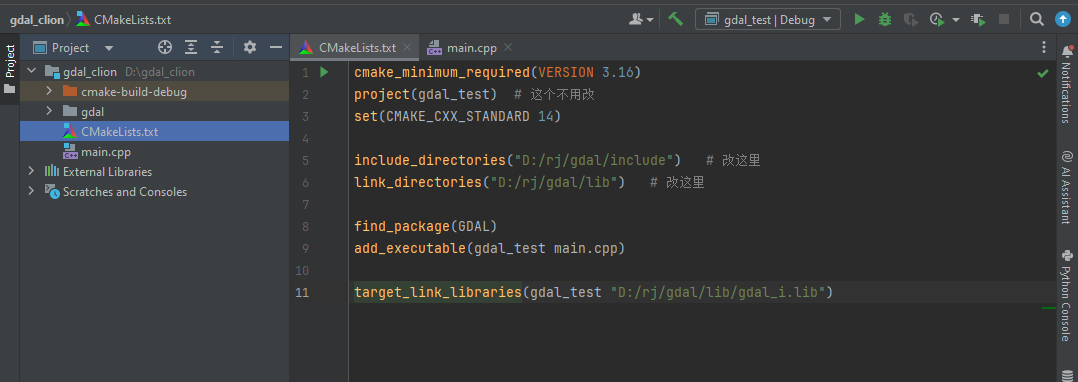 gdal_clion CMakeLists.txt
gdal_test | Debug
Project
CMakeLists.txt
main.cpp
Project
gdal_clion D:\gdal_clion
cmake-build-debug
gdal
CMakeLists.txt
main.cpp
External Libraries
Scratches and Consoles
1 cmake_minimum_required(VERSION 3.16)
2 project(gdal_test) # 这个不用改
3 set(CMAKE_CXX_STANDARD 14)
4
5 include_directories("D:/rj/gdal/include") # 改这里
6 link_directories("D:/rj/gdal/lib") # 改这里
7
8 find_package(GDAL)
9 add_executable(gdal_test main.cpp)
10
11 target_link_libraries(gdal_test "D:/rj/gdal/lib/gdal_i.lib")
Notifications
AI Assistant
Python Console